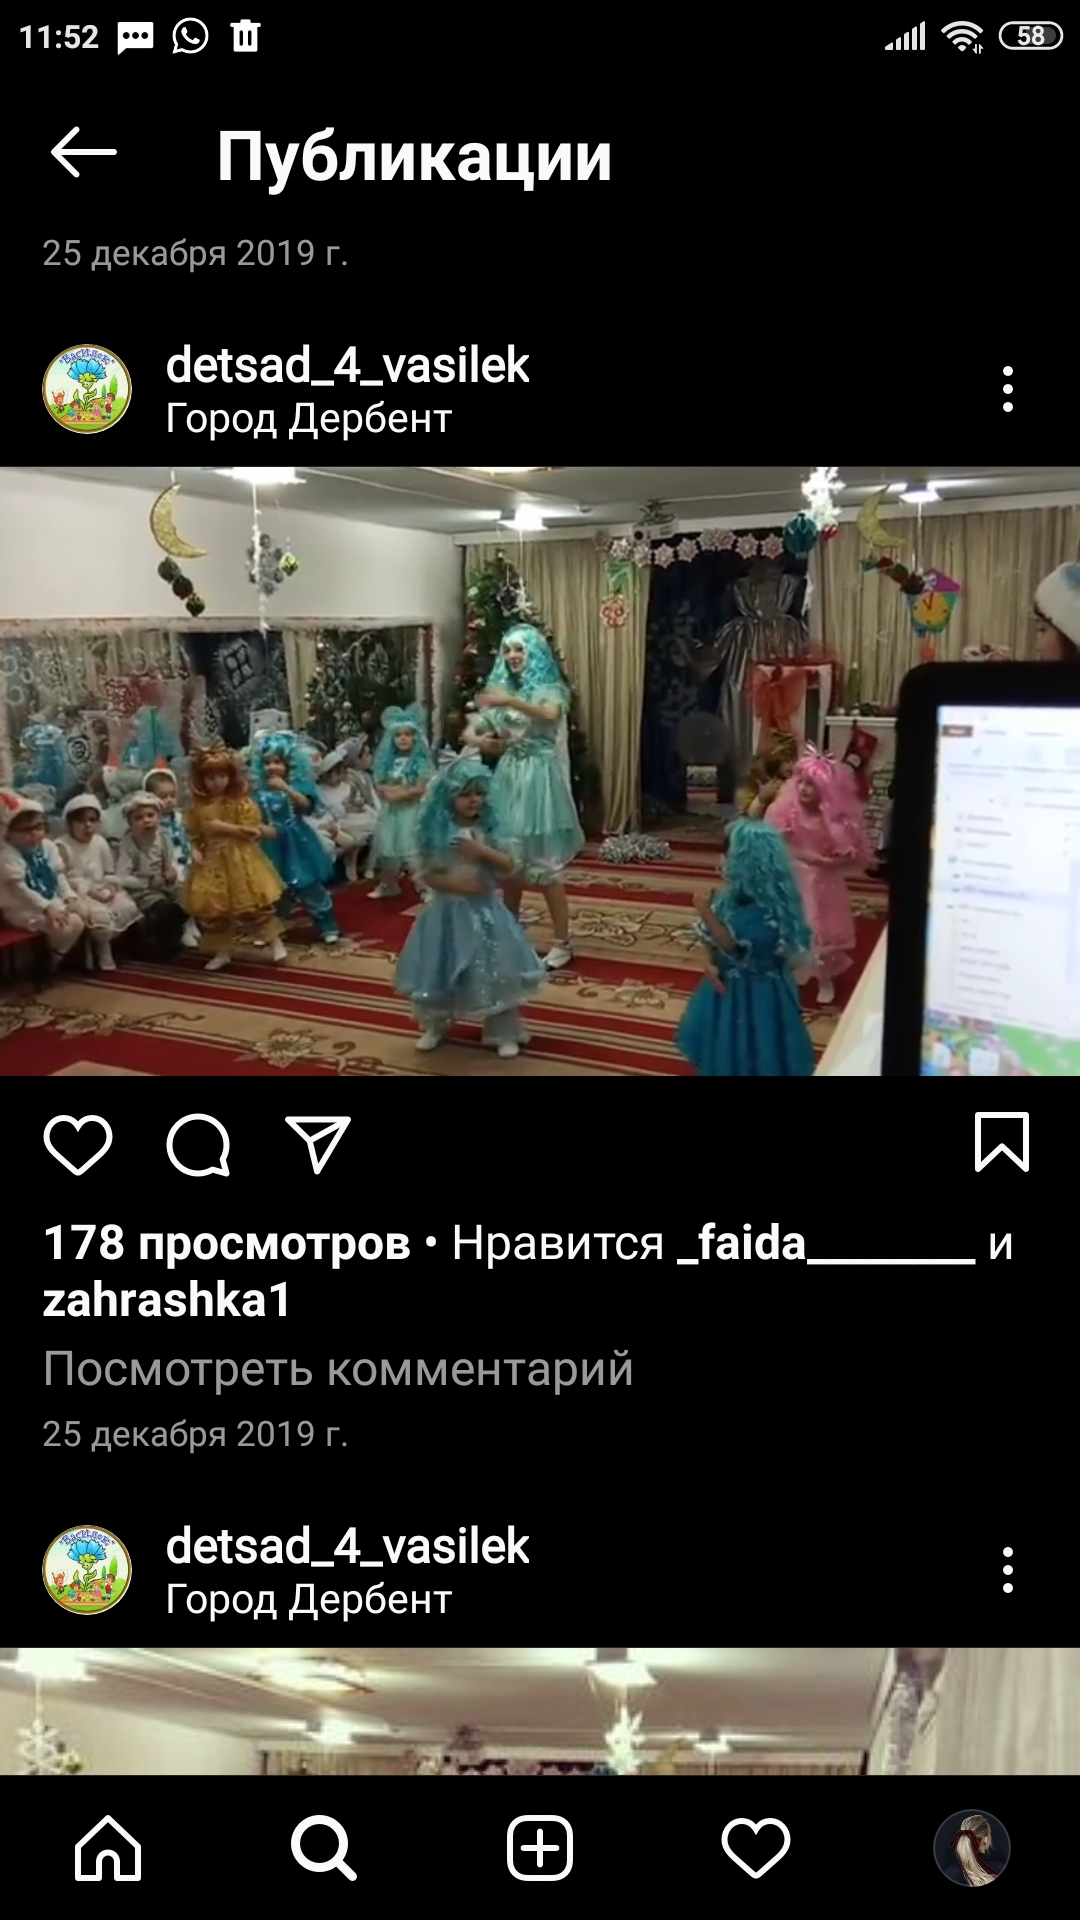 11:52
58
Публикации
25 декабря 2019 г.
detsad_4_vasilek
Город Дербент
178 просмотров • Нравится _faida________ и
zahrashka1
Посмотреть комментарий
25 декабря 2019 г.
"ВАСИЛЕК"
detsad_4_vasilek
Город Дербент